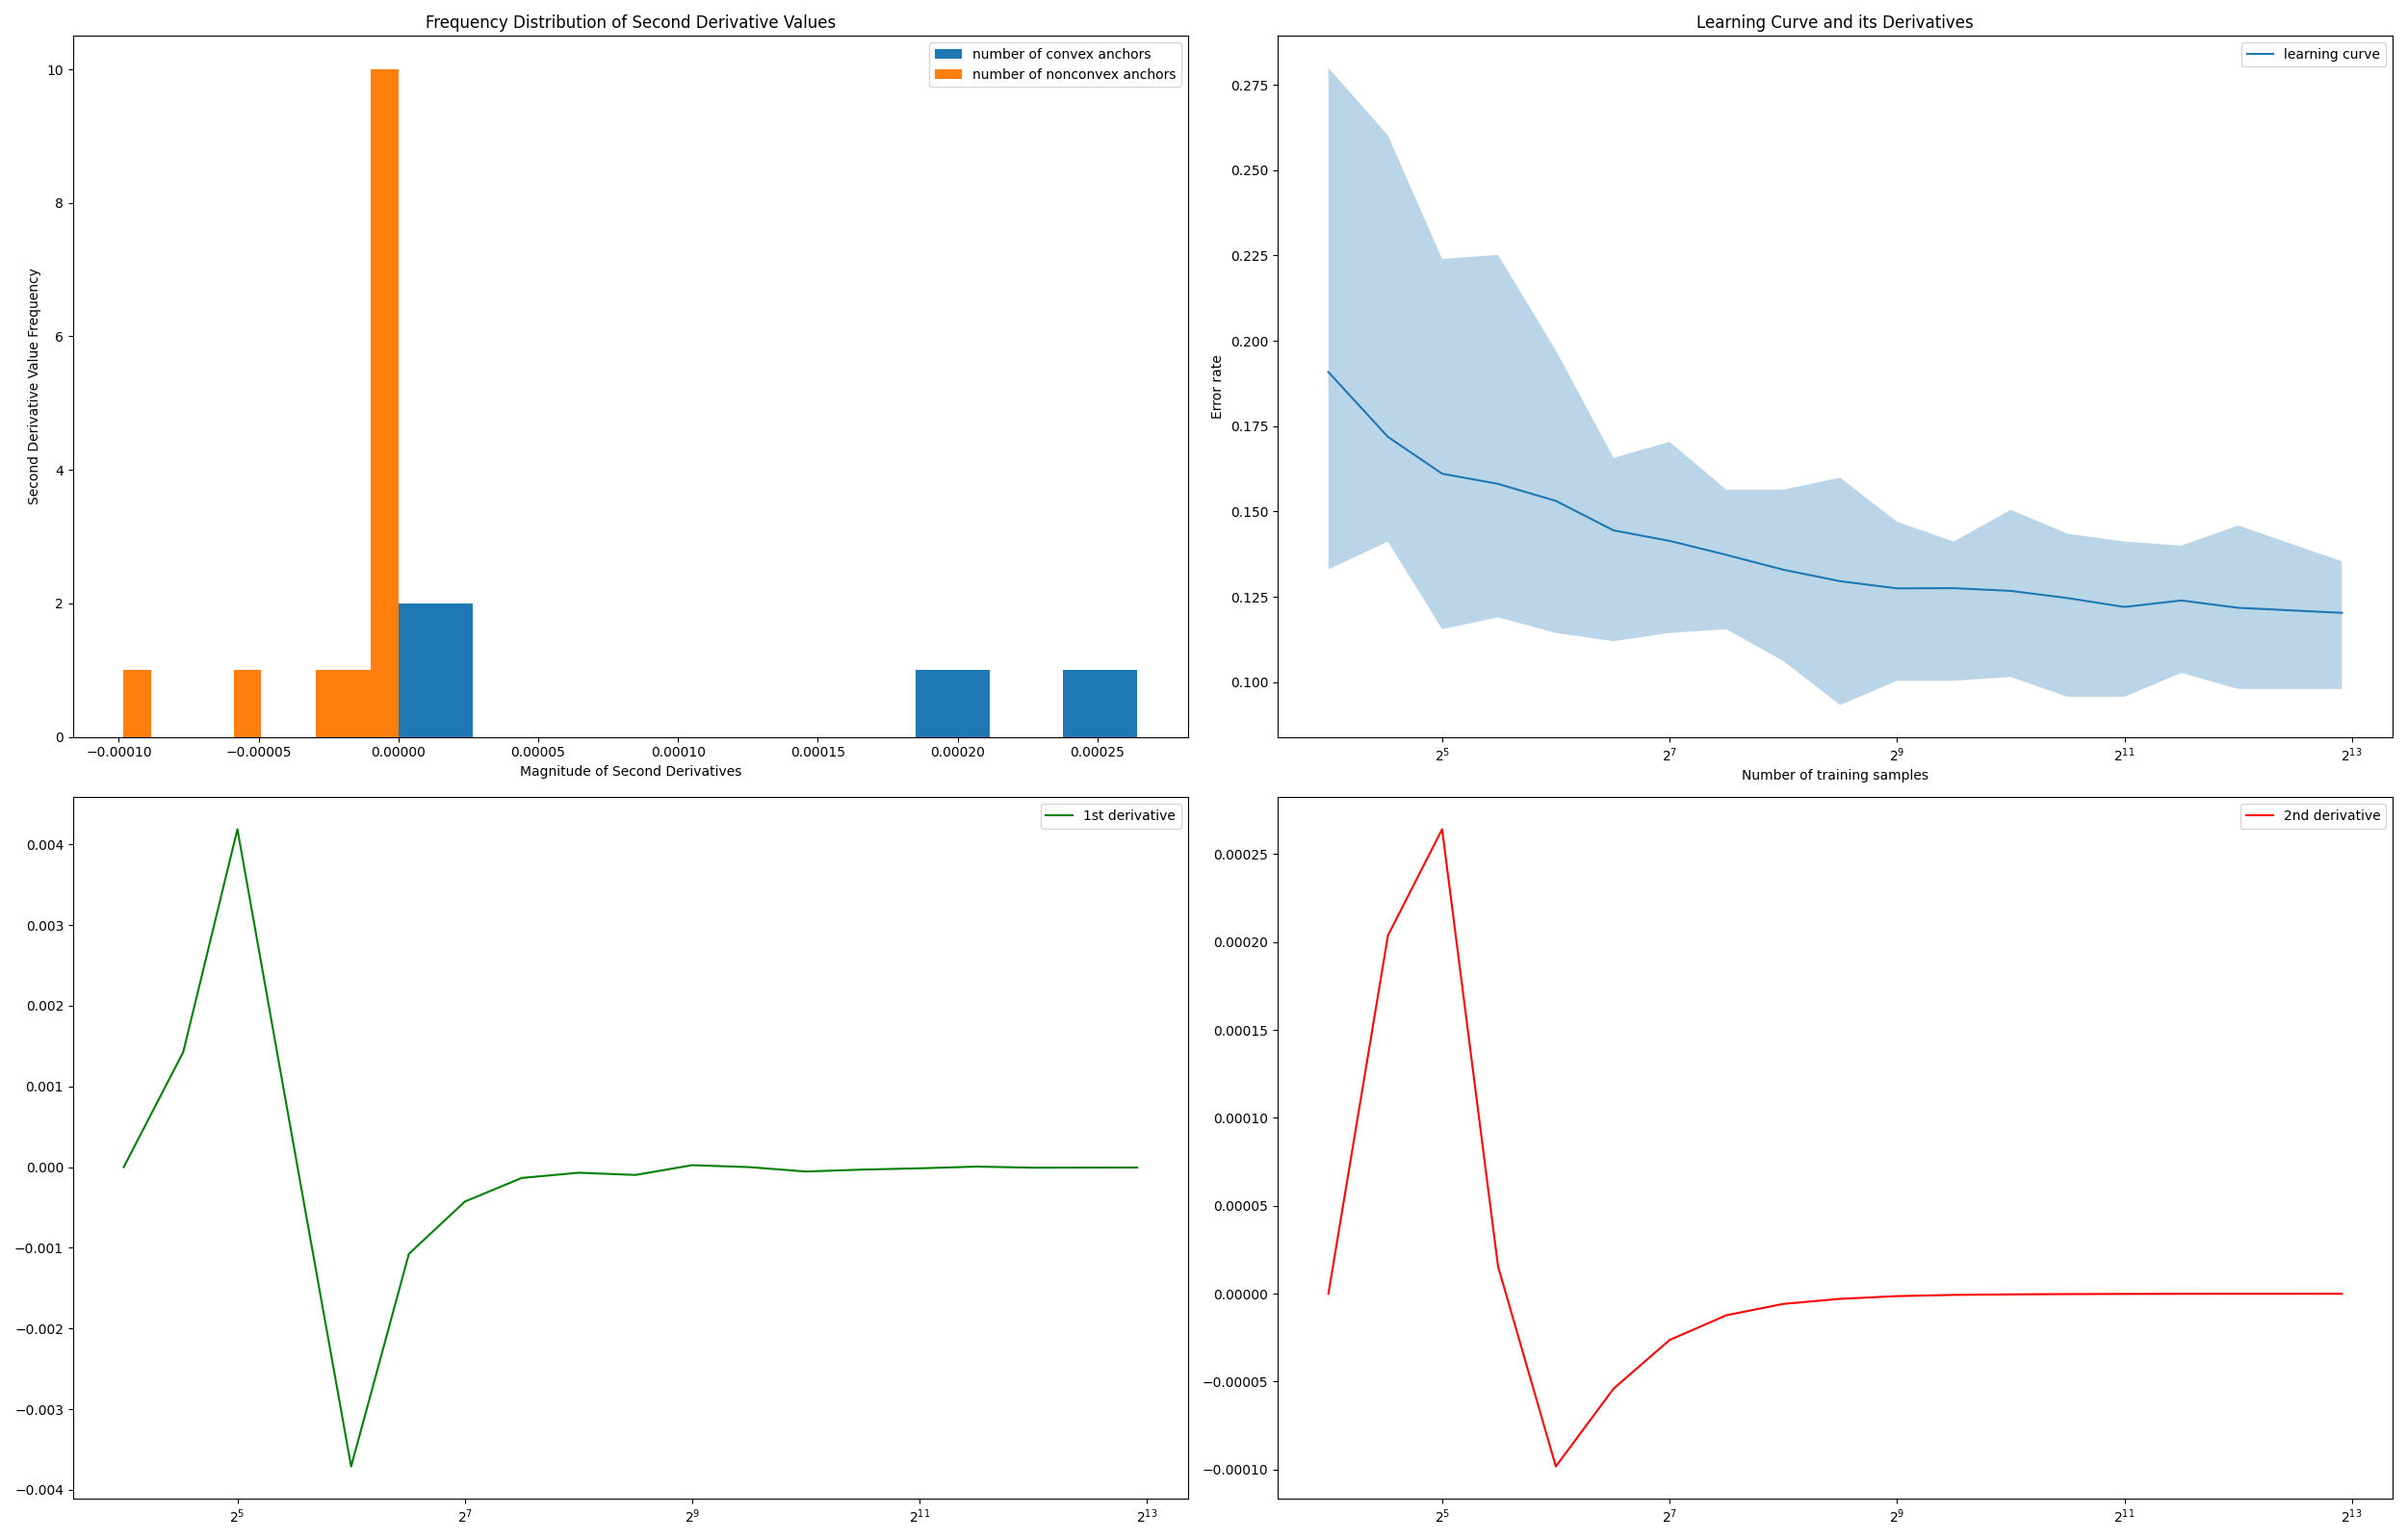 Frequency Distribution of Second Derivative Values
number of convex anchors
number of nonconvex anchors
10
8
6
4
2
0
Second Derivative Value Frequency
−0.00010 −0.00005 0.00000 0.00005 0.00010 0.00015 0.00020 0.00025
Magnitude of Second Derivatives
Learning Curve and its Derivatives
learning curve
0.275
0.250
0.225
0.200
0.175
0.150
0.125
0.100
Error rate
2^5 2^7 2^9 2^11 2^13
Number of training samples
1st derivative
0.004
0.003
0.002
0.001
0.000
−0.001
−0.002
−0.003
−0.004
2^5 2^7 2^9 2^11 2^13
2nd derivative
0.00025
0.00020
0.00015
0.00010
0.00005
0.00000
−0.00005
−0.00010
2^5 2^7 2^9 2^11 2^13